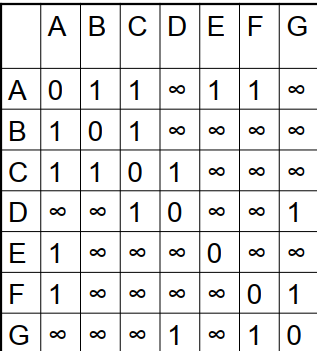 A B C D E F G
A 0 1 1 ∞ 1 1 ∞
B 1 0 1 ∞ ∞ ∞ ∞
C 1 1 0 1 ∞ ∞ ∞
D ∞ ∞ 1 0 ∞ ∞ 1
E 1 ∞ ∞ ∞ 0 ∞ ∞
F 1 ∞ ∞ ∞ ∞ 0 1
G ∞ ∞ ∞ 1 ∞ 1 0